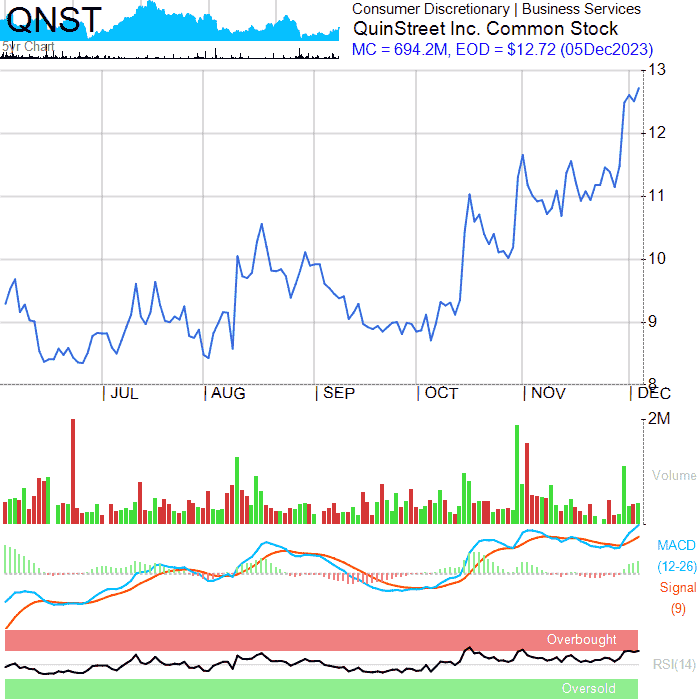 QNST
5yr Chart
Consumer Discretionary | Business Services
QuinStreet Inc. Common Stock
MC = 694.2M, EOD = $12.72 (05Dec2023)
13
12
11
10
9
8
JUL
AUG
SEP
OCT
NOV
DEC
2M
Volume
MACD
(12-26)
Signal
(9)
Overbought
RSI(14)
Oversold